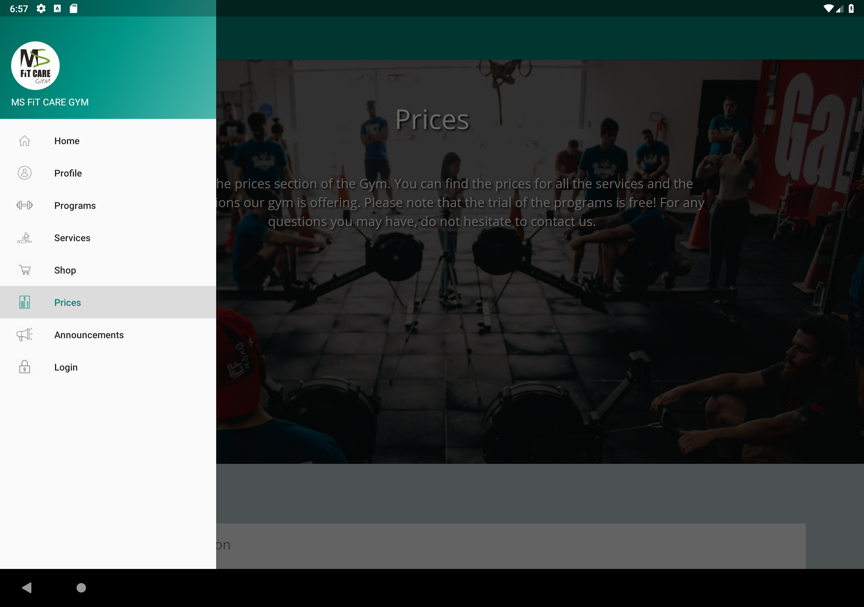 6:57
MS
FiT CARE
GYM
MS FiT CARE GYM
Home
Profile
Programs
Services
Shop
Prices
Announcements
Login
Prices
he prices section of the Gym. You can find the prices for all the services and the
ions our gym is offering. Please note that the trial of the programs is free! For any
questions you may have, do not hesitate to contact us.
Gal
on